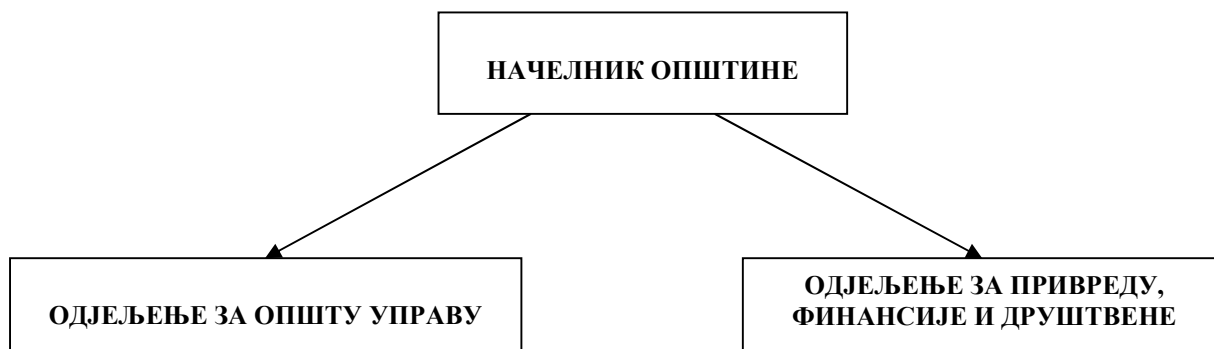 НАЧЕЛНИК ОПШТИНЕ
ОДЈЕЉЕЊЕ ЗА ОПШТУ УПРАВУ
ОДЈЕЉЕЊЕ ЗА ПРИВРЕДУ,
ФИНАНСИЈЕ И ДРУШТВЕНЕ